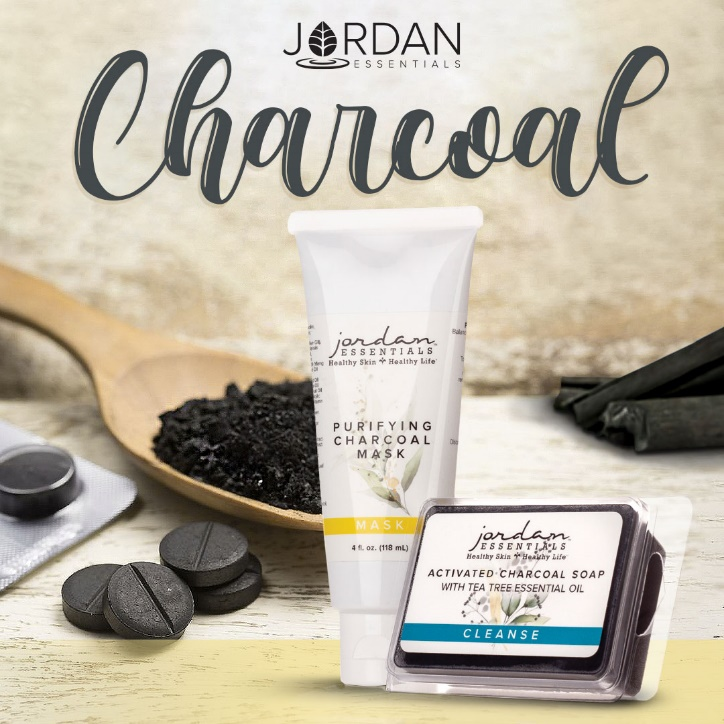 JORDAN
ESSENTIALS
Charcoal
jordan
ESSENTIALS
Healthy Skin + Healthy Life
PURIFYING
CHARCOAL
MASK
MASK
4 fl. oz. (118 mL)
jordan
ESSENTIALS
Healthy Skin + Healthy Life
ACTIVATED CHARCOAL SOAP
WITH TEA TREE ESSENTIAL OIL
CLEANSE